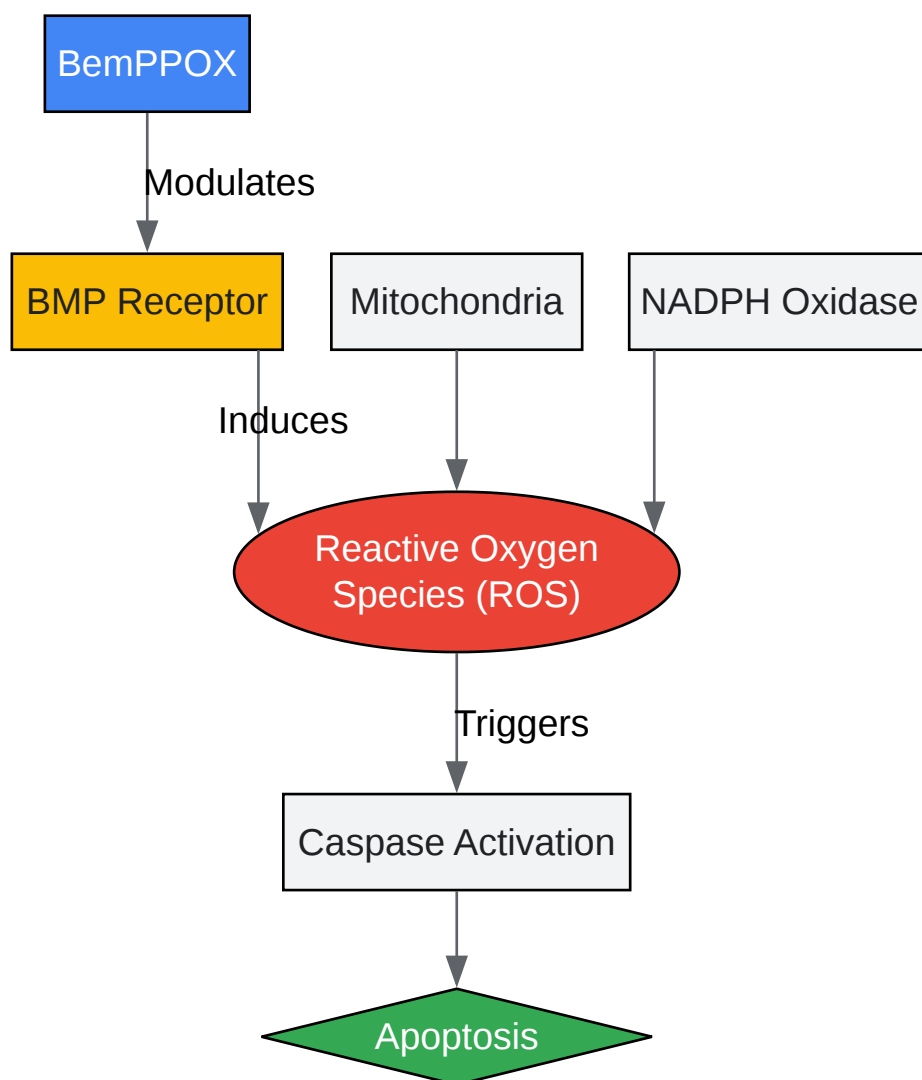 BemPPOX
Modulates
BMP Receptor
Mitochondria
NADPH Oxidase
Induces
Reactive Oxygen
Species (ROS)
Triggers
Caspase Activation
Apoptosis